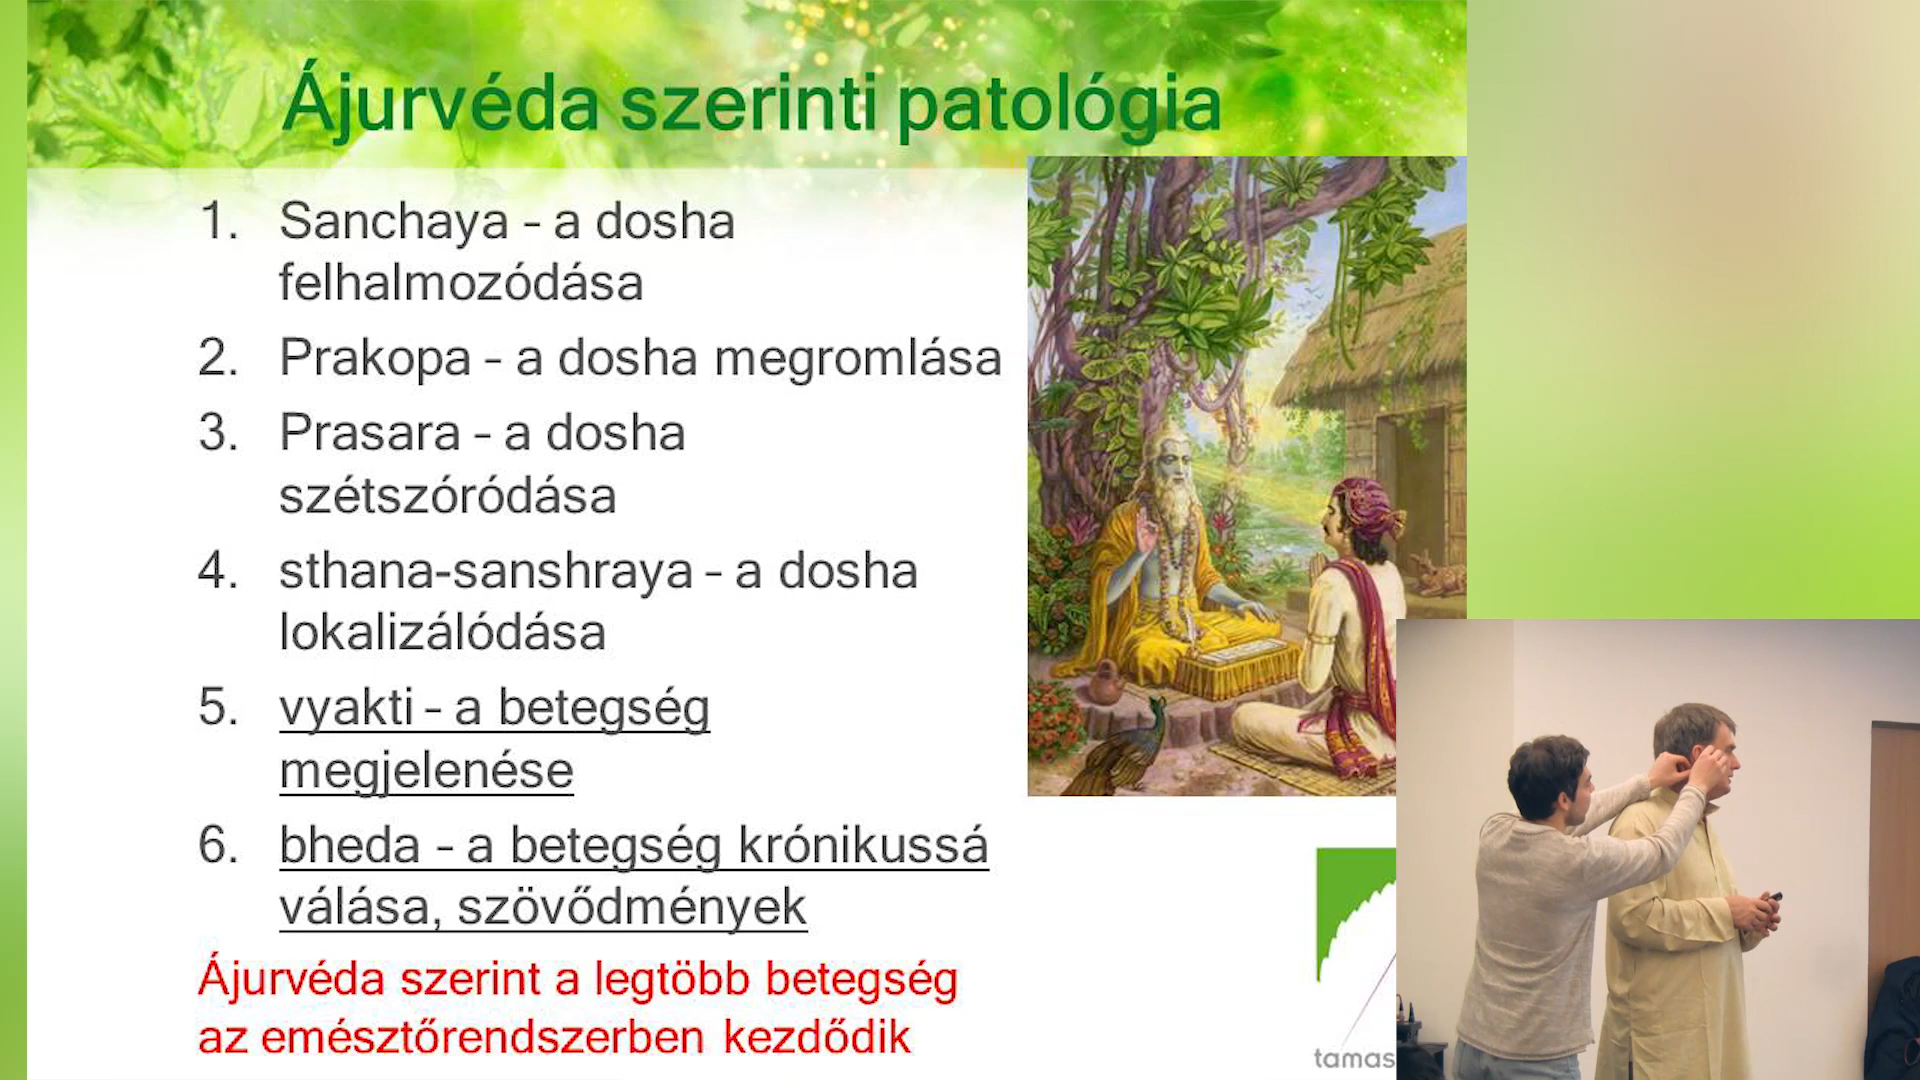 Ájurvéda szerinti patológia
1. Sanchaya – a dosha
felhalmozódása
2. Prakopa – a dosha megromlása
3. Prasara – a dosha
szétszóródása
4. sthana-sanshraya – a dosha
lokalizálódása
5. vyakti – a betegség
megjelenése
6. bheda – a betegség krónikussá
válása, szövődmények
Ájurvéda szerint a legtöbb betegség
az emésztőrendszerben kezdődik
tamas